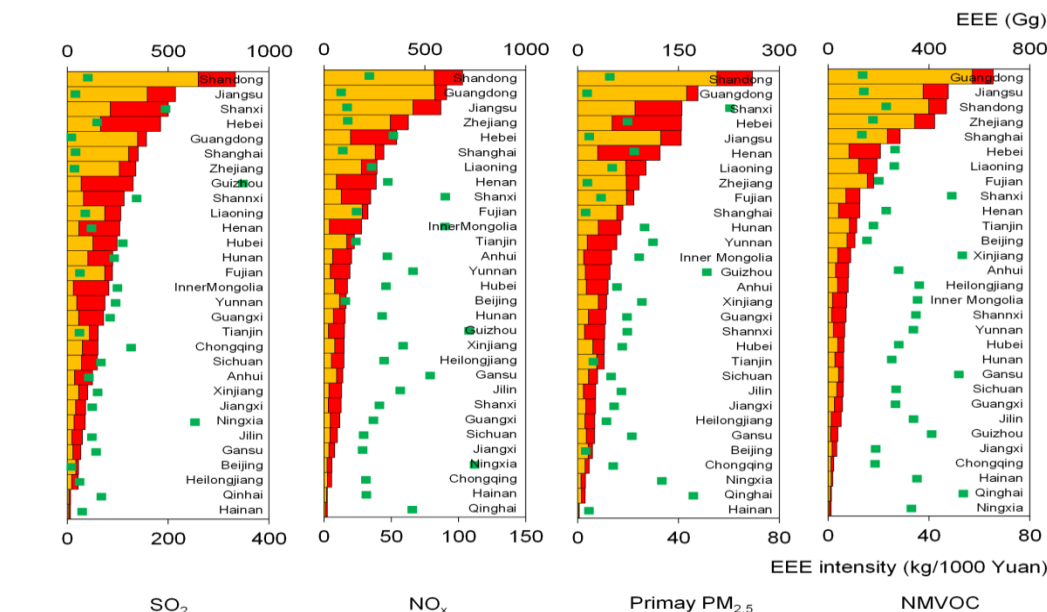 EEE (Gg)
0 500 1000
0 500 1000
0 150 300
0 400 800
Shandong
Jiangsu
Shanxi
Hebei
Guangdong
Shanghai
Zhejiang
Guizhou
Shannxi
Liaoning
Henan
Hubei
Hunan
Fujian
InnerMongolia
Yunnan
Guangxi
Tianjin
Chongqing
Sichuan
Anhui
Xinjiang
Jiangxi
Ningxia
Jilin
Gansu
Beijing
Heilongjiang
Qinhai
Hainan
0 200 400
SO2
Shandong
Guangdong
Jiangsu
Zhejiang
Hebei
Shanghai
Liaoning
Henan
Shanxi
Fujian
InnerMongolia
Tianjin
Anhui
Yunnan
Hubei
Beijing
Hunan
Guizhou
Xinjiang
Heilongjiang
Gansu
Jilin
Shanxi
Guangxi
Sichuan
Jiangxi
Ningxia
Chongqing
Hainan
Qinghai
0 50 100 150
NOx
Shandong
Guangdong
Shanxi
Hebei
Jiangsu
Henan
Liaoning
Zhejiang
Fujian
Shanghai
Hunan
Yunnan
Inner Mongolia
Guizhou
Anhui
Xinjiang
Guangxi
Shannxi
Hubei
Tianjin
Sichuan
Jilin
Jiangxi
Heilongjiang
Gansu
Beijing
Chongqing
Ningxia
Qinghai
Hainan
0 40 80
Primay PM2.5
Guangdong
Jiangsu
Shandong
Zhejiang
Shanghai
Hebei
Liaoning
Fujian
Shanxi
Henan
Tianjin
Beijing
Xinjiang
Anhui
Heilongjiang
Inner Mongolia
Shannxi
Yunnan
Hubei
Hunan
Gansu
Sichuan
Guangxi
Jilin
Guizhou
Jiangxi
Chongqing
Hainan
Qinghai
Ningxia
0 40 80
EEE intensity (kg/1000 Yuan)
NMVOC